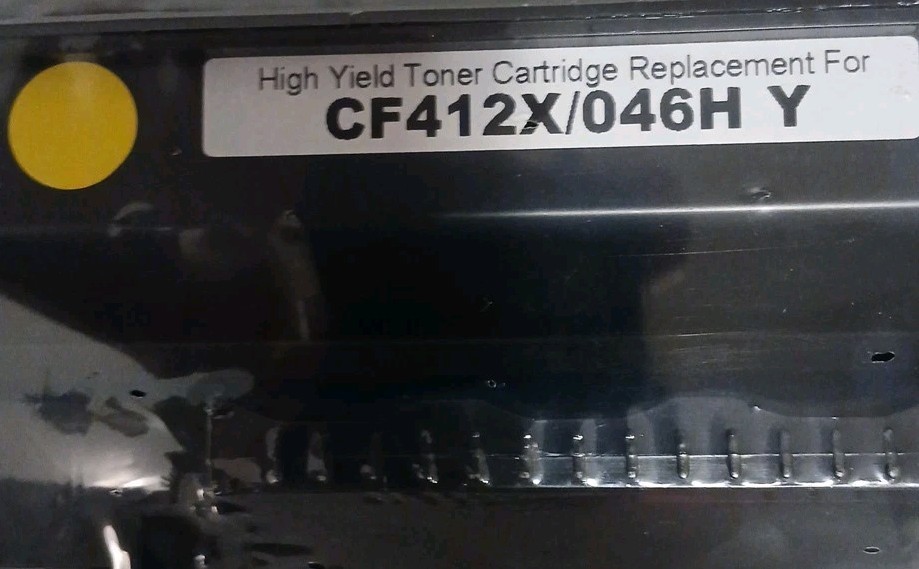 High Yield Toner Cartridge Replacement For
CF412X/046H Y